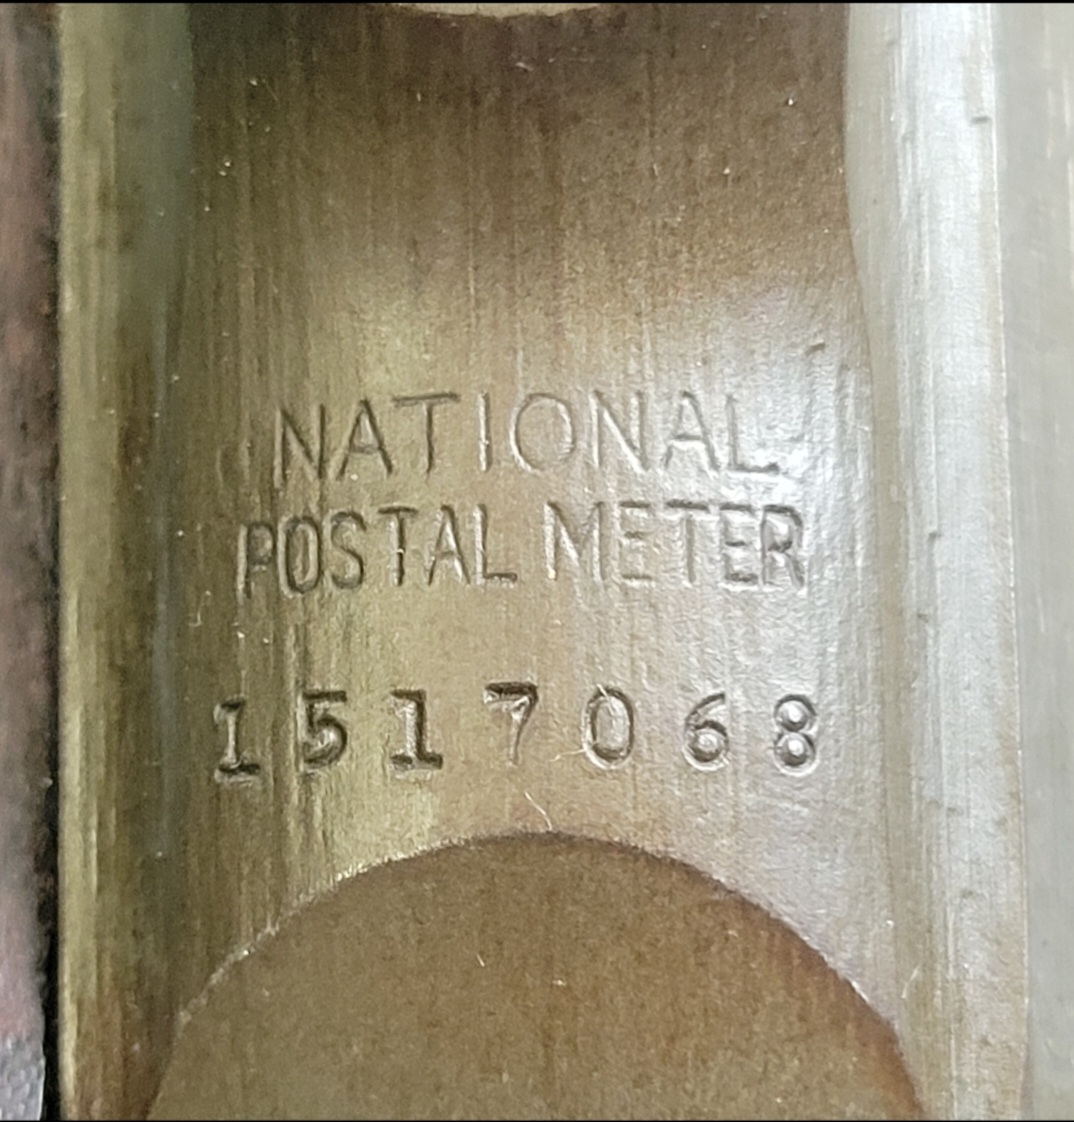 NATIONAL
POSTAL METER
1517068